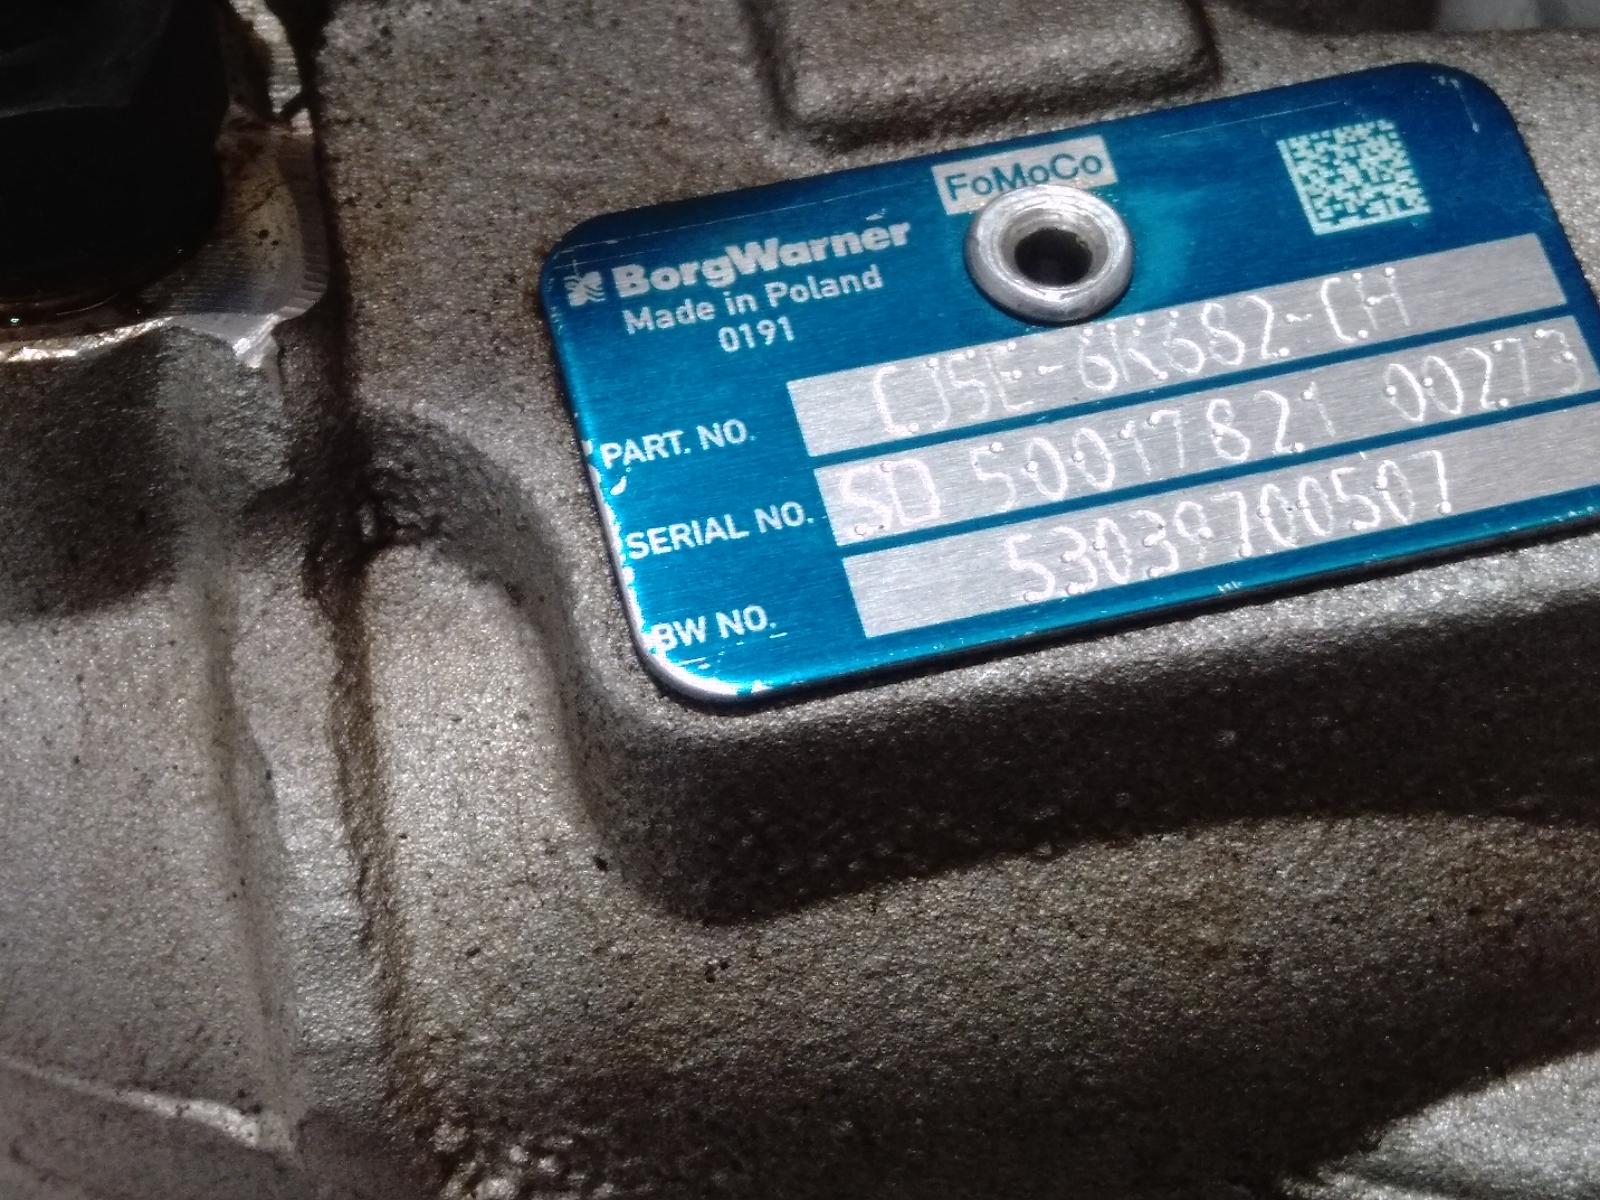 FoMoCo
BorgWarner
Made in Poland
0191
PART. NO. CJ5E-6K682-CH
SERIAL NO. SD 50017821 00273
BW NO. 53039700507